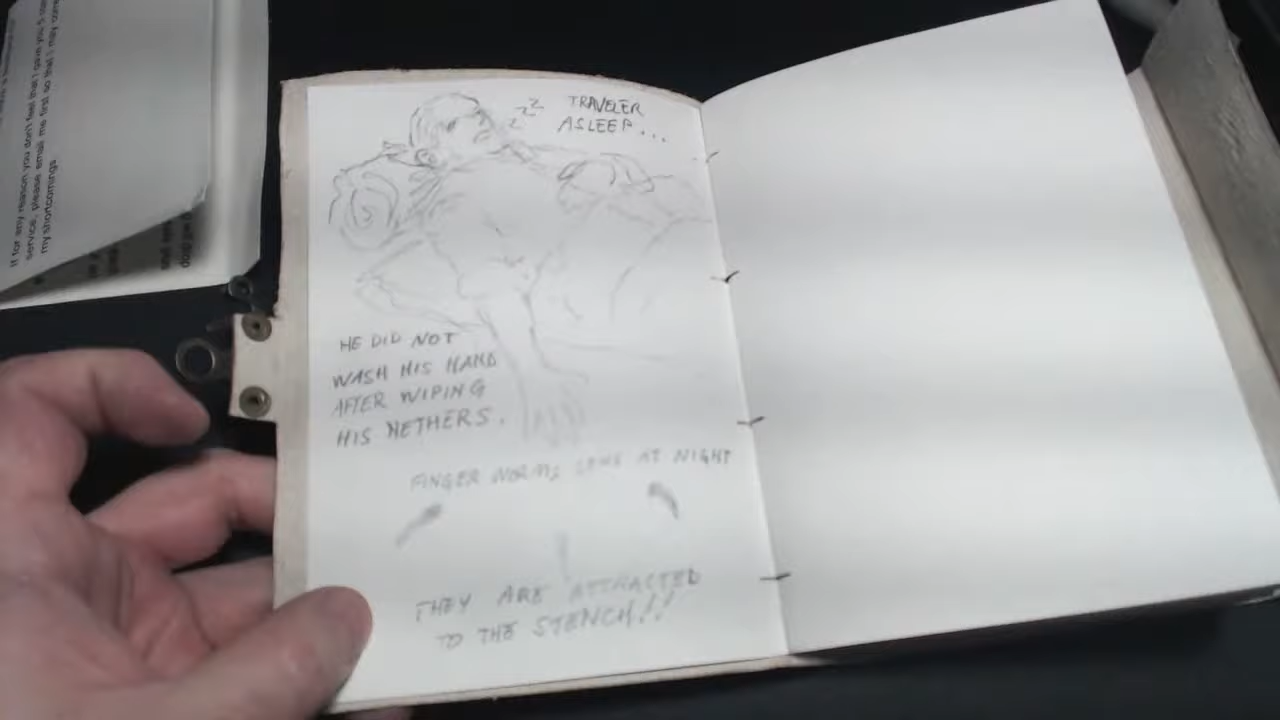 If for any reason you don't feel that I gave you 5
service, please email me first so that I may
my shortcomings
zzz
TRAVELER
ASLEEP...
HE DID NOT
WASH HIS HAND
AFTER WIPING
HIS NETHERS.
FINGER WORMS AT NIGHT
THEY ARE ATTRACTED
TO THE STENCH!!